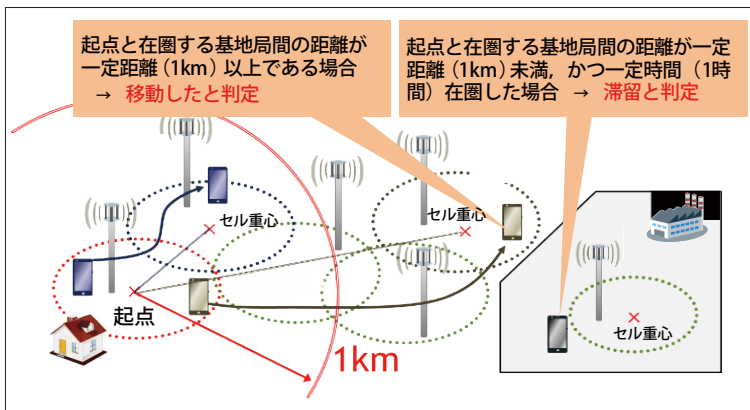 起点と在圏する基地局間の距離が
一定距離（1km）以上である場合
→ 移動したと判定
起点と在圏する基地局間の距離が一定
距離（1km）未満，かつ一定時間（1時
間）在圏した場合 → 滞留と判定
セル重心
セル重心
起点
セル重心
1km